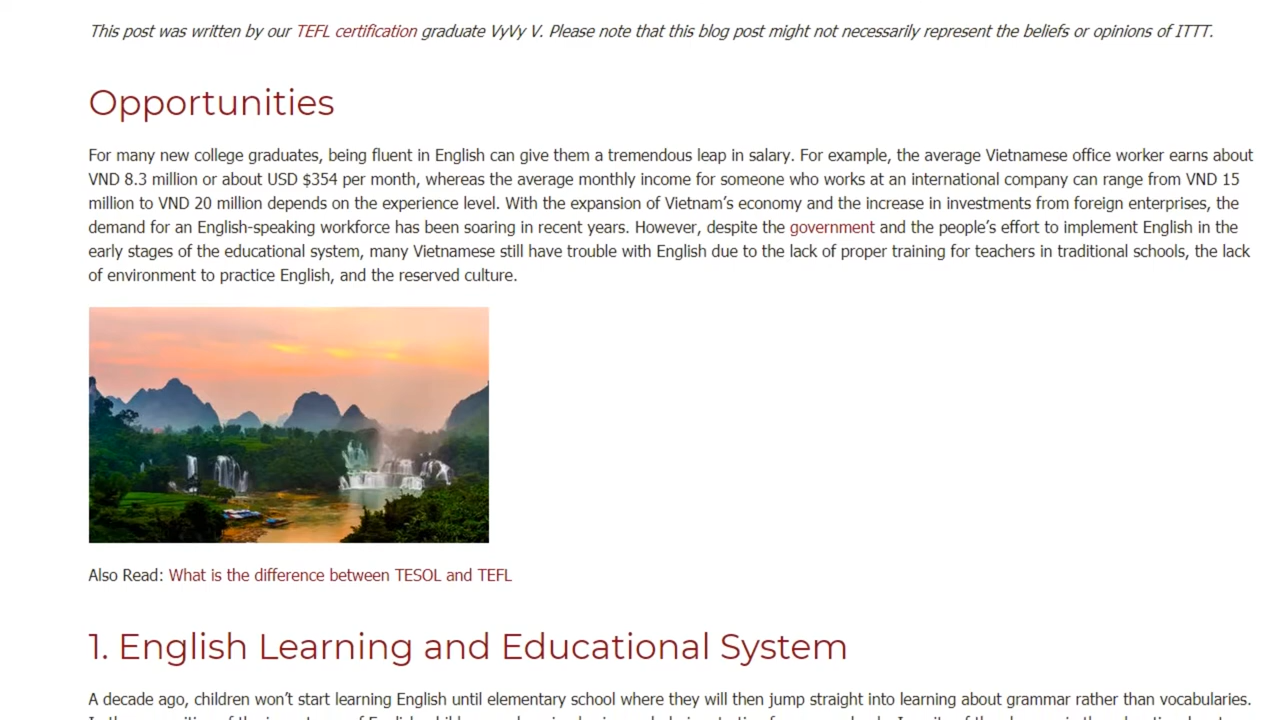 This post was written by our TEFL certification graduate VyVy V. Please note that this blog post might not necessarily represent the beliefs or opinions of ITTT.
Opportunities
For many new college graduates, being fluent in English can give them a tremendous leap in salary. For example, the average Vietnamese office worker earns about
VND 8.3 million or about USD $354 per month, whereas the average monthly income for someone who works at an international company can range from VND 15
million to VND 20 million depends on the experience level. With the expansion of Vietnam's economy and the increase in investments from foreign enterprises, the
demand for an English-speaking workforce has been soaring in recent years. However, despite the government and the people's effort to implement English in the
early stages of the educational system, many Vietnamese still have trouble with English due to the lack of proper training for teachers in traditional schools, the lack
of environment to practice English, and the reserved culture.
Also Read: What is the difference between TESOL and TEFL
1. English Learning and Educational System
A decade ago, children won't start learning English until elementary school where they will then jump straight into learning about grammar rather than vocabularies.